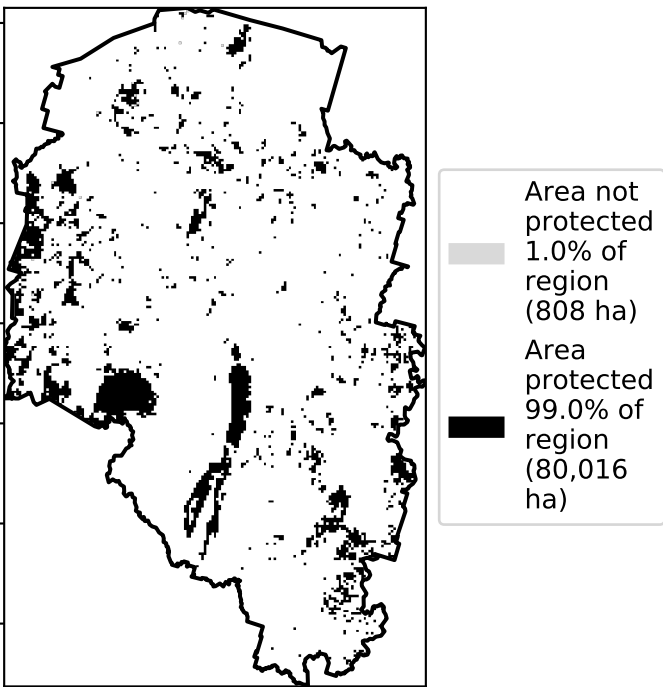 Area not
protected
1.0% of
region
(808 ha)
Area
protected
99.0% of
region
(80,016
ha)